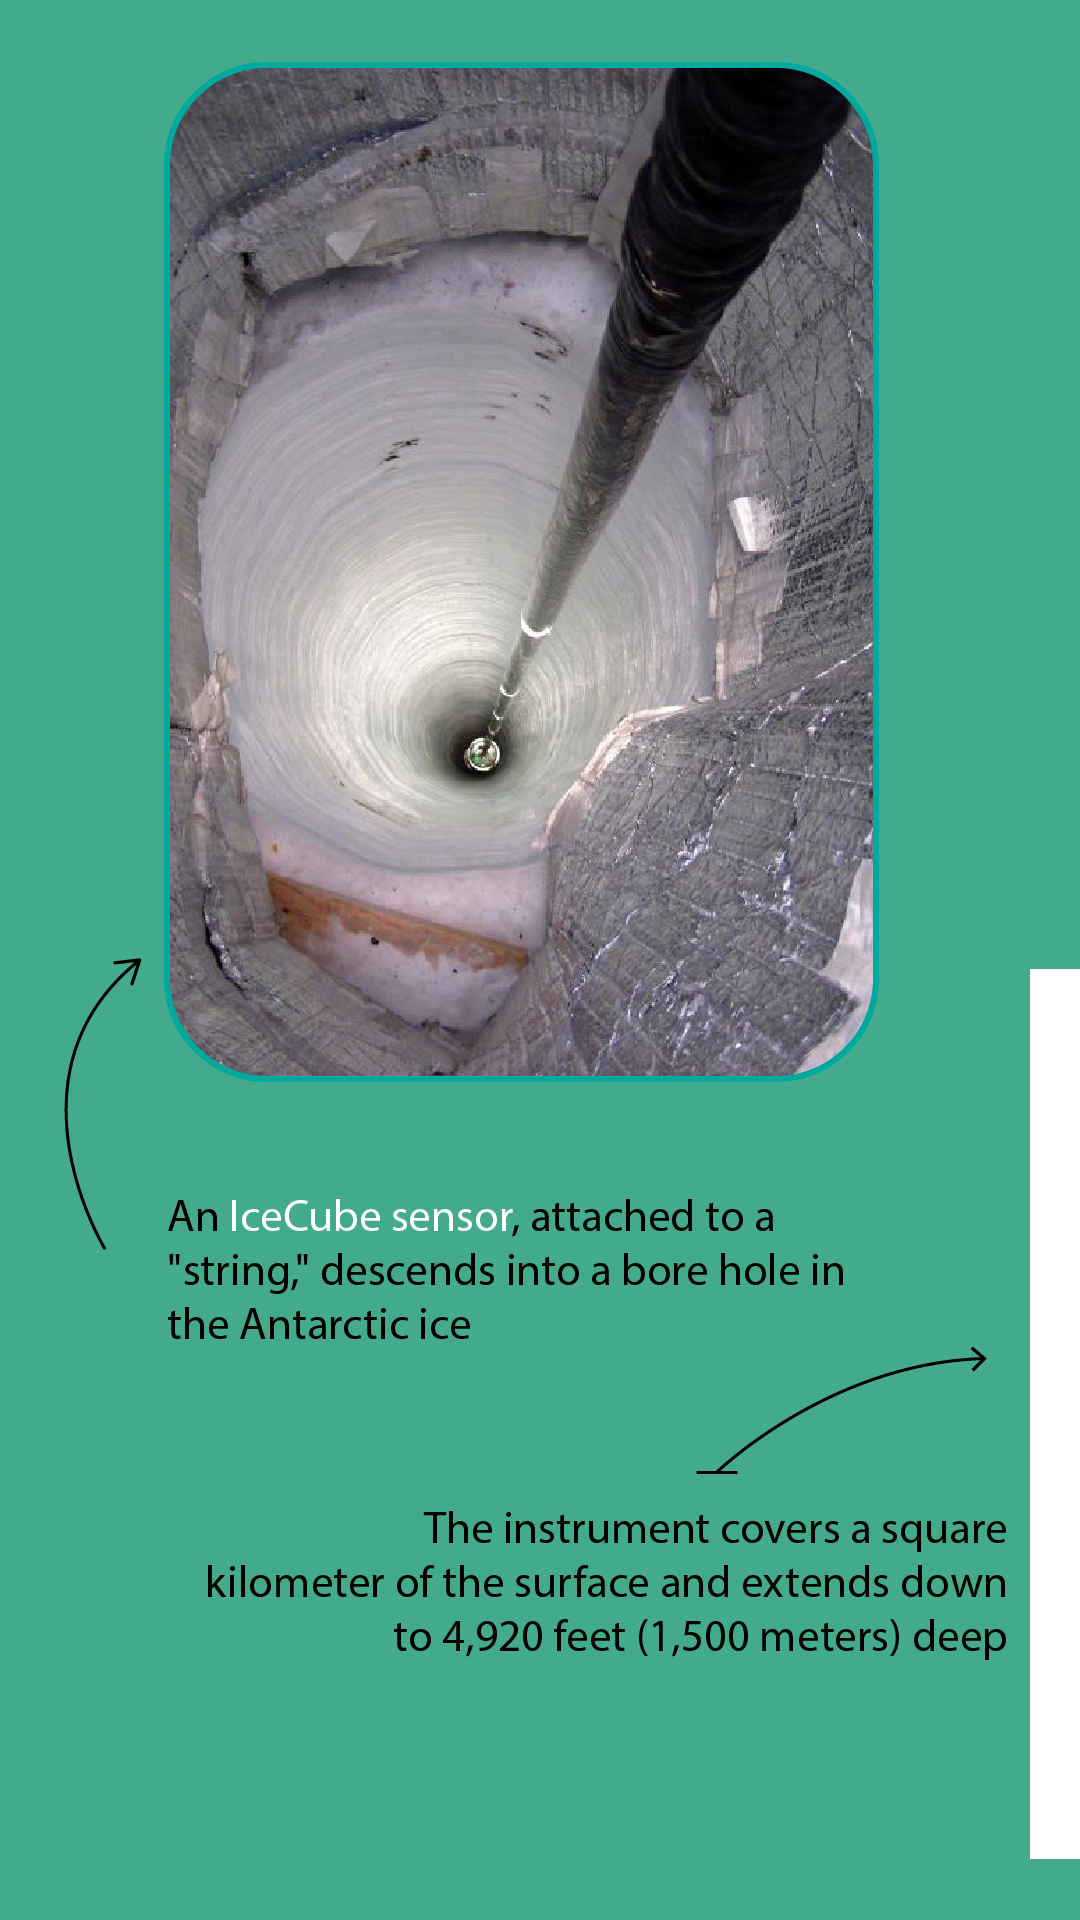 An IceCube sensor, attached to a
"string," descends into a bore hole in
the Antarctic ice
The instrument covers a square
kilometer of the surface and extends down
to 4,920 feet (1,500 meters) deep